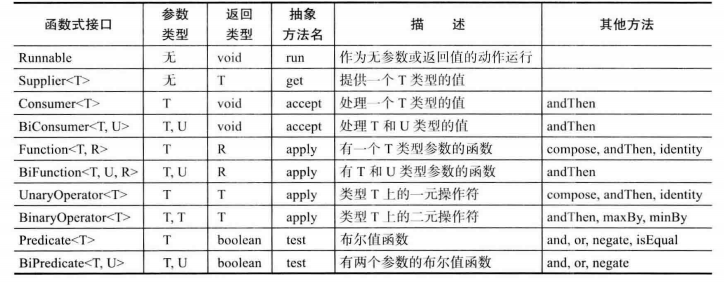 函数式接口 参数类型 返回类型 抽象方法名 描 述 其他方法
Runnable 无 void run 作为无参数或返回值的动作运行
Supplier<T> 无 T get 提供一个 T 类型的值
Consumer<T> T void accept 处理一个 T 类型的值 andThen
BiConsumer<T, U> T, U void accept 处理 T 和 U 类型的值 andThen
Function<T, R> T R apply 有一个 T 类型参数的函数 compose, andThen, identity
BiFunction<T, U, R> T, U R apply 有 T 和 U 类型参数的函数 andThen
UnaryOperator<T> T T apply 类型 T 上的一元操作符 compose, andThen, identity
BinaryOperator<T> T, T T apply 类型 T 上的二元操作符 andThen, maxBy, minBy
Predicate<T> T boolean test 布尔值函数 and, or, negate, isEqual
BiPredicate<T, U> T, U boolean test 有两个参数的布尔值函数 and, or, negate